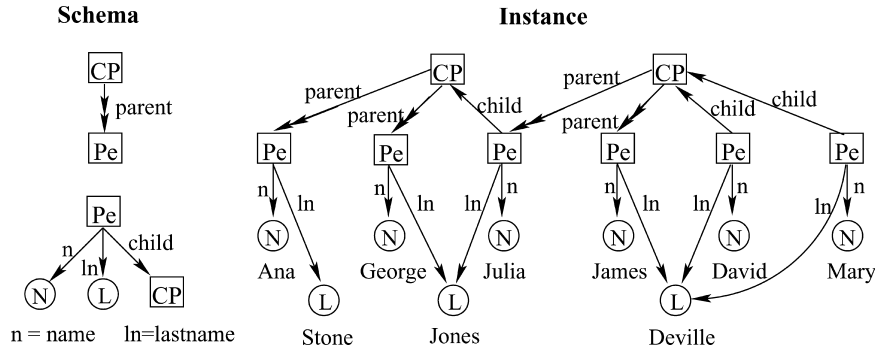 Schema
Instance
CP
parent
Pe
Pe
n
ln
child
N
L
CP
n = name
ln=lastname
CP
CP
parent
parent
child
parent
parent
child
child
Pe
Pe
Pe
Pe
Pe
Pe
n
ln
n
ln
ln
n
n
ln
ln
n
ln
n
N
N
N
N
N
N
Ana
George
Julia
James
David
Mary
L
L
L
Stone
Jones
Deville